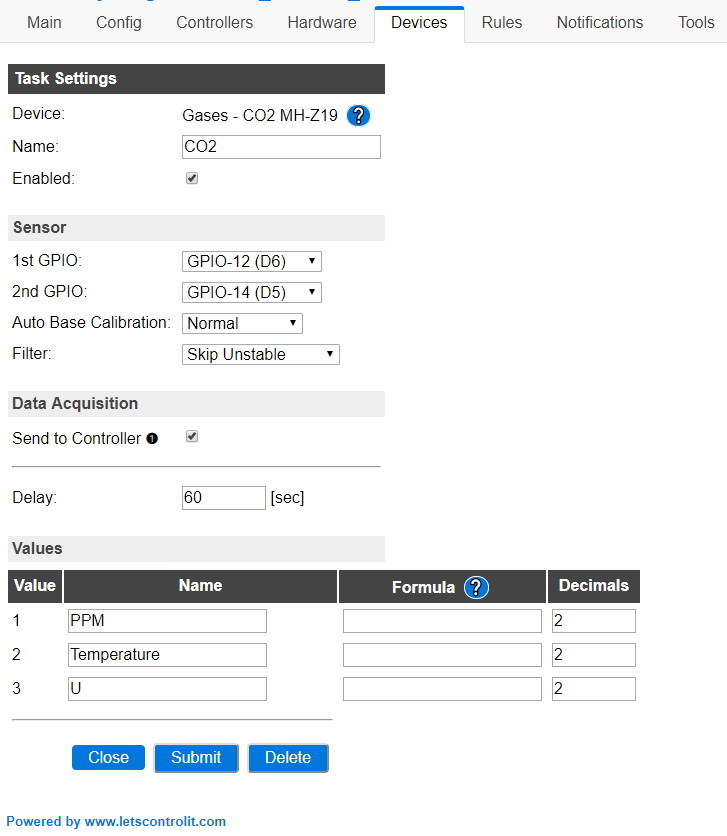 Main Config Controllers Hardware Devices Rules Notifications Tools
Task Settings
Device: Gases - CO2 MH-Z19 ?
Name: CO2
Enabled:
Sensor
1st GPIO: GPIO-12 (D6)
2nd GPIO: GPIO-14 (D5)
Auto Base Calibration: Normal
Filter: Skip Unstable
Data Acquisition
Send to Controller ❶
Delay: 60 [sec]
Values
Value Name Formula ? Decimals
1 PPM 2
2 Temperature 2
3 U 2
Close Submit Delete
Powered by www.letscontrolit.com